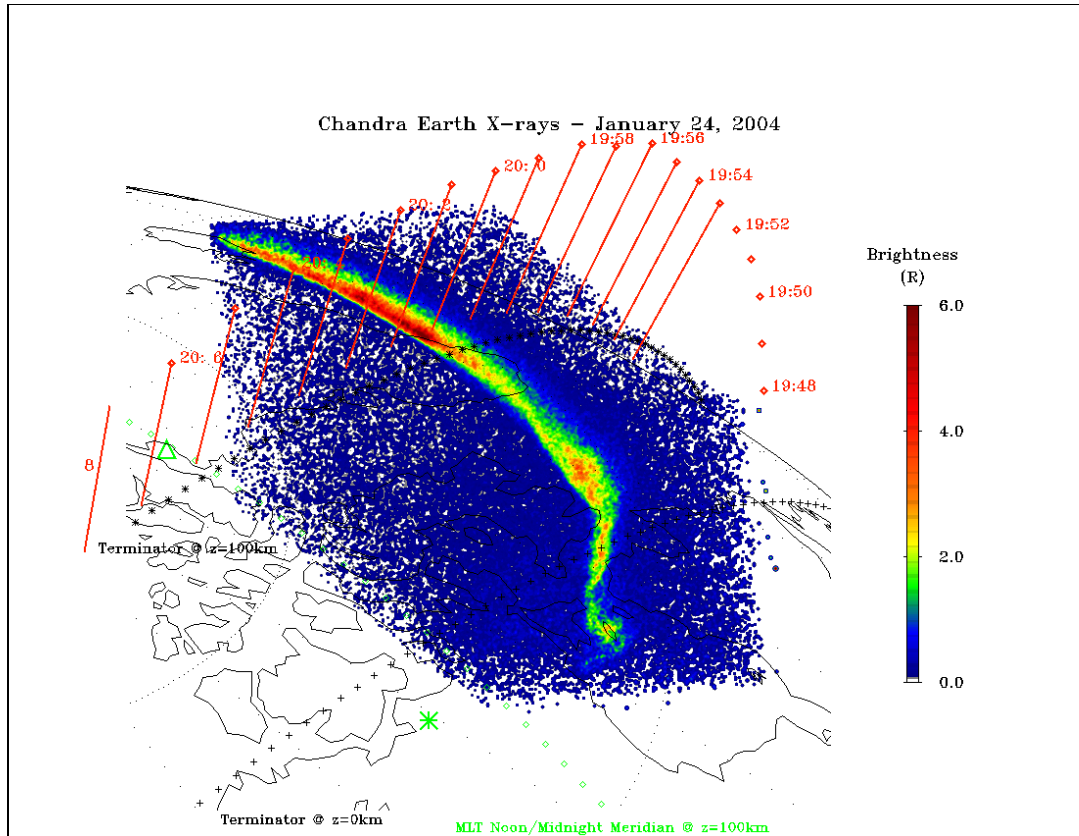 Chandra Earth X-rays - January 24, 2004
19:58
19:56
20: 0
19:54
20: 2
19:52
Brightness
(R)
19:50
6.0
20: 6
19:48
4.0
8
Terminator @ z=100km
2.0
0.0
Terminator @ z=0km
MLT Noon/Midnight Meridian @ z=100km